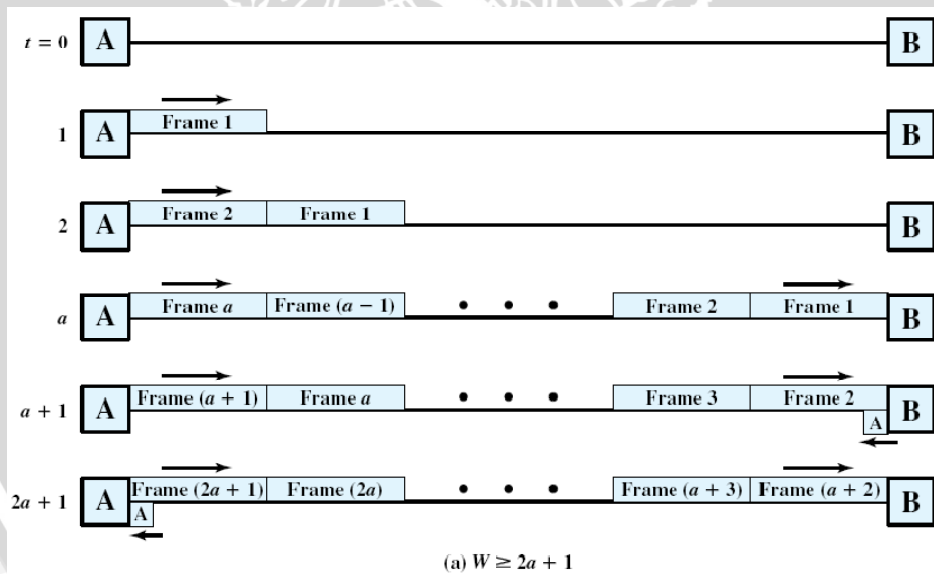 t = 0 A B
1 A Frame 1 B
2 A Frame 2 Frame 1 B
a A Frame a Frame (a − 1) • • • Frame 2 Frame 1 B
a + 1 A Frame (a + 1) Frame a • • • Frame 3 Frame 2 B
A
2a + 1 A Frame (2a + 1) Frame (2a) • • • Frame (a + 3) Frame (a + 2) B
A
(a) W ≥ 2a + 1